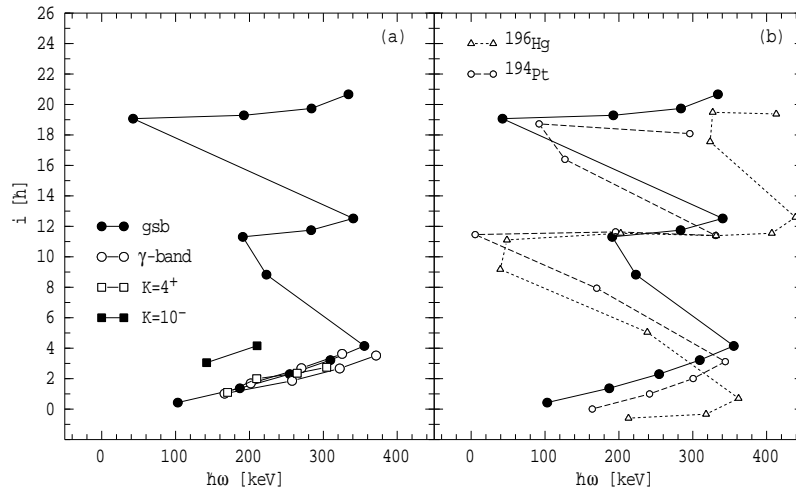 26
24
22
20
18
16
14
12
10
8
6
4
2
0
i [h]
(a)
gsb
γ-band
K=4⁺
K=10⁻
0 100 200 300 400
ħω [keV]
(b)
¹⁹⁶Hg
¹⁹⁴Pt
0 100 200 300 400
ħω [keV]